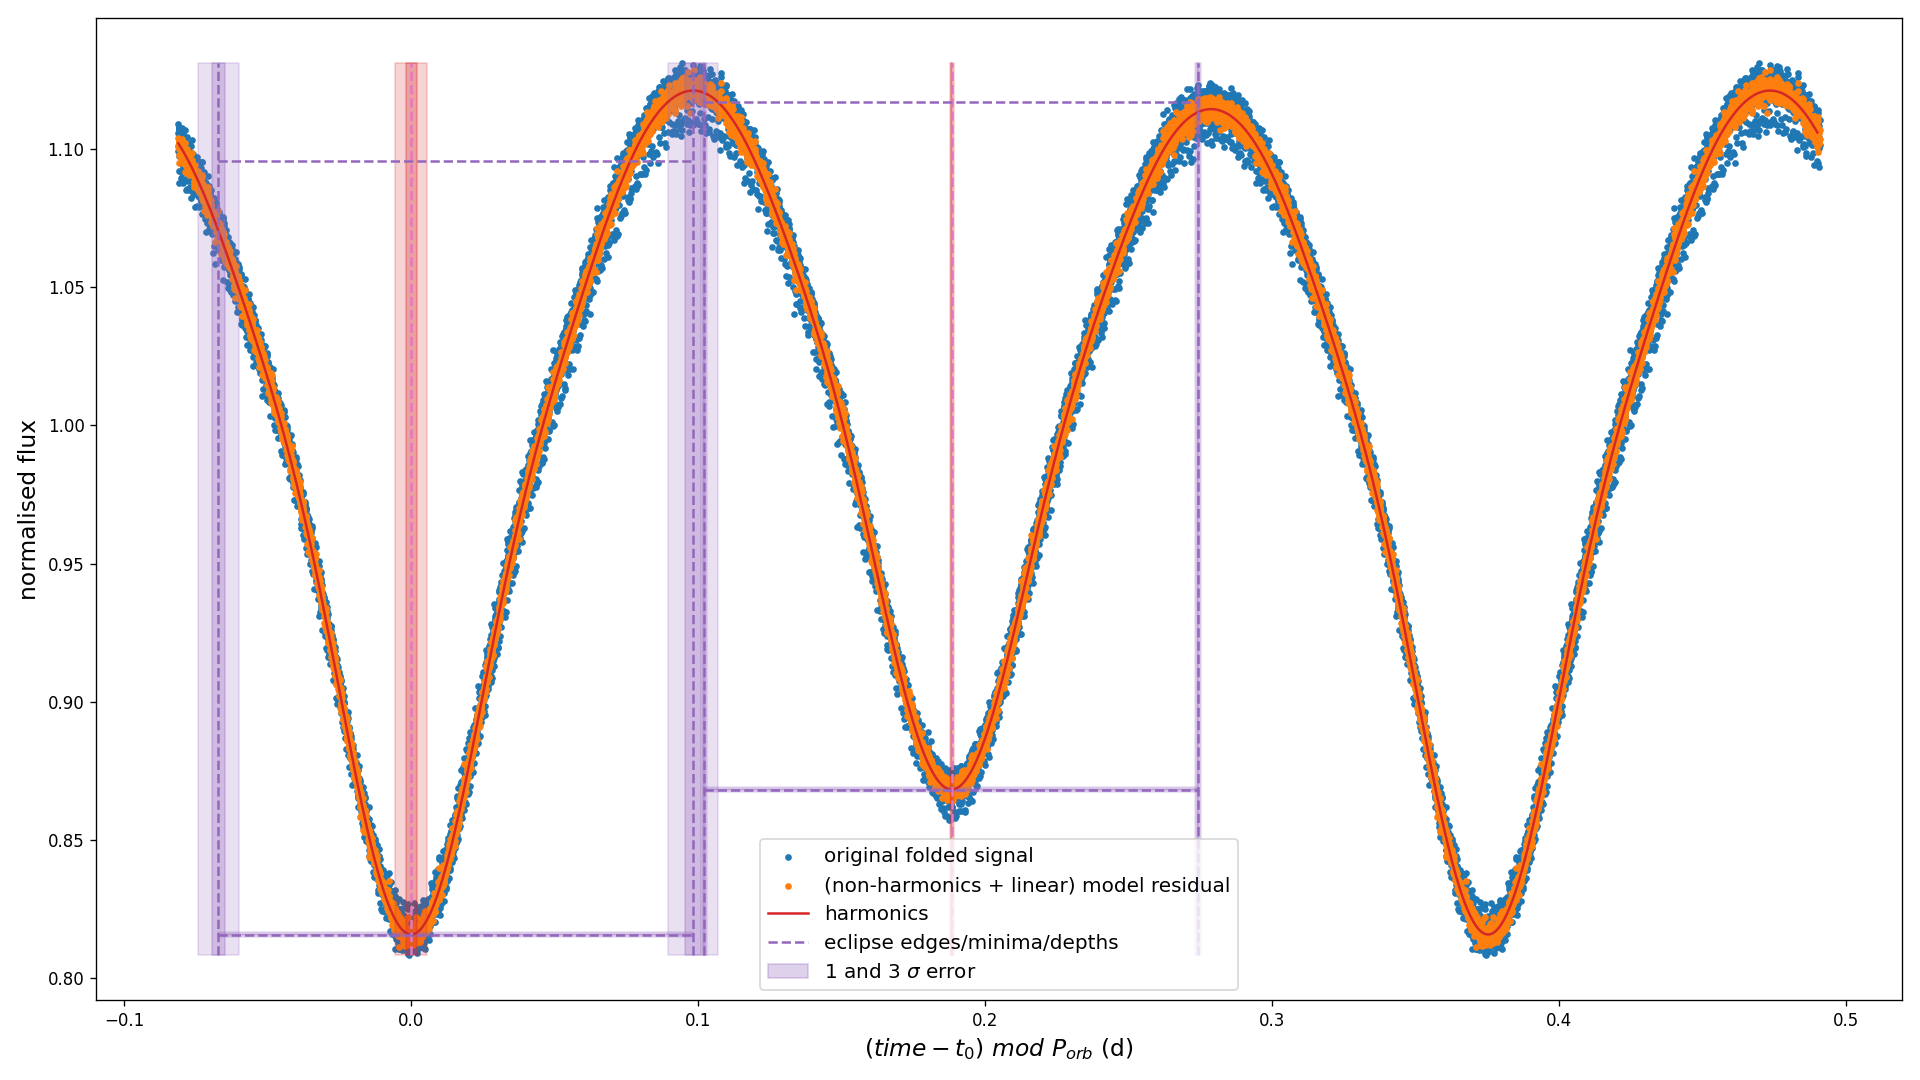 normalised flux
1.10
1.05
1.00
0.95
0.90
0.85
0.80
original folded signal
(non-harmonics + linear) model residual
harmonics
eclipse edges/minima/depths
1 and 3 σ error
−0.1
0.0
0.1
0.2
0.3
0.4
0.5
(time − t₀) mod P_orb (d)